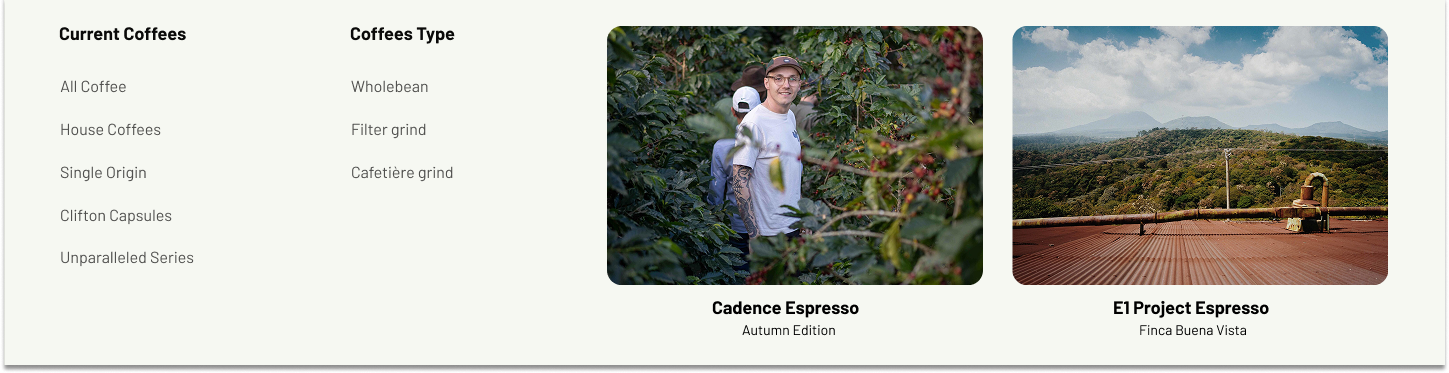 Current Coffees
All Coffee
House Coffees
Single Origin
Clifton Capsules
Unparalleled Series
Coffees Type
Wholebean
Filter grind
Cafetière grind
Cadence Espresso
Autumn Edition
E1 Project Espresso
Finca Buena Vista